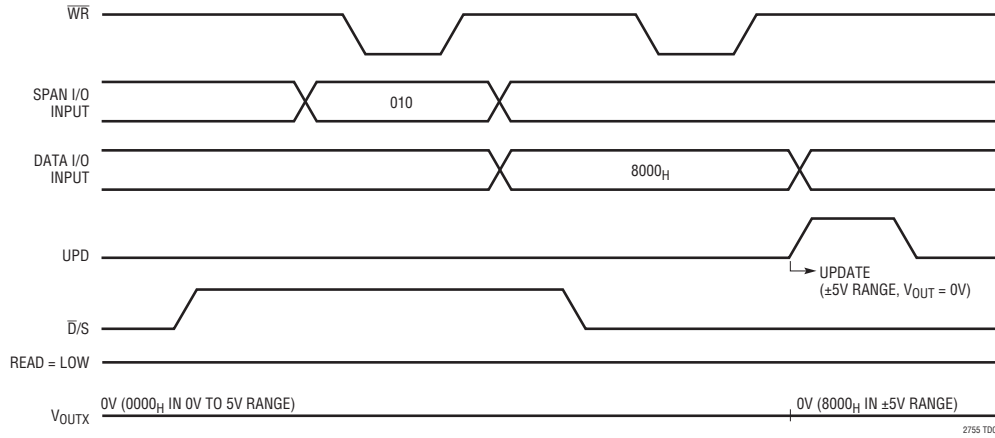 WR
SPAN I/O
INPUT
010
DATA I/O
INPUT
8000H
UPD
UPDATE
(±5V RANGE, VOUT = 0V)
D/S
READ = LOW
VOUTX
0V (0000H IN 0V TO 5V RANGE)
0V (8000H IN ±5V RANGE)